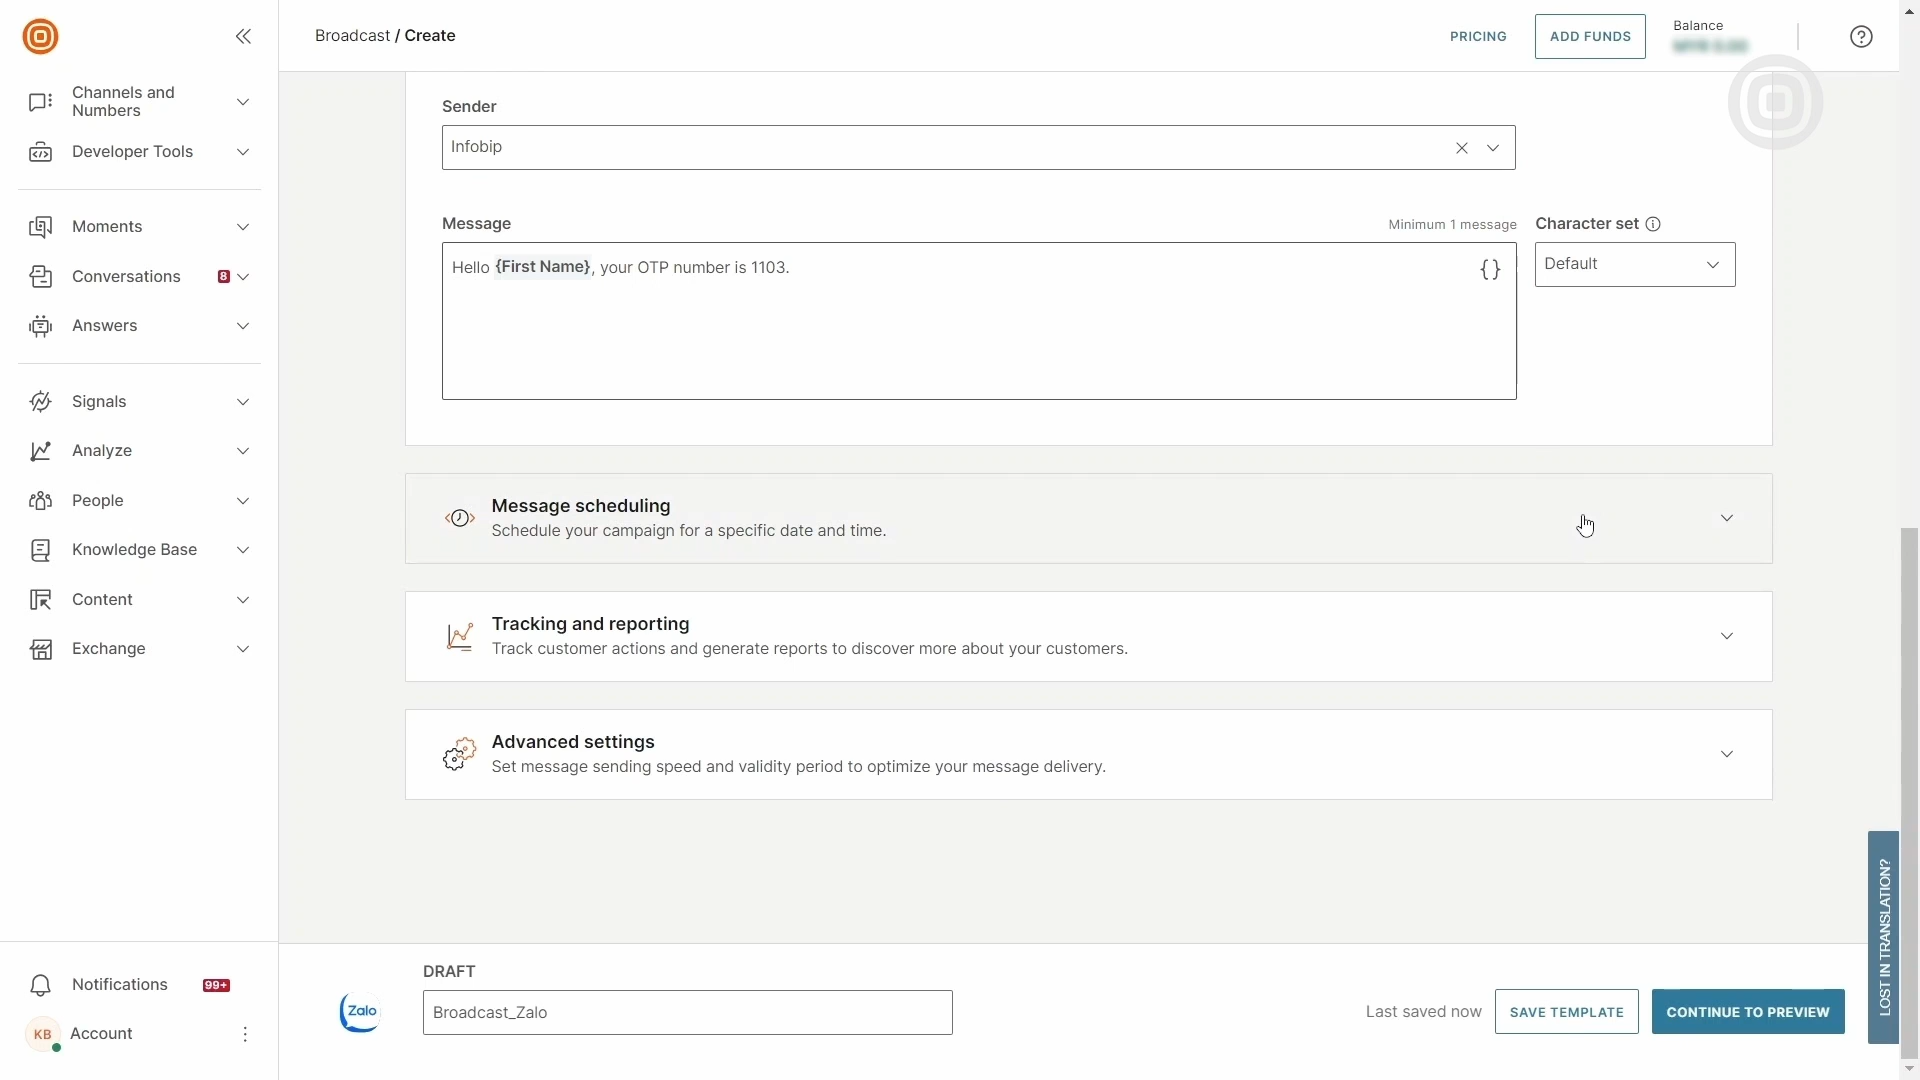 Broadcast / Create
PRICING
ADD FUNDS
Balance
Channels and
Numbers
Developer Tools
Moments
Conversations
8
Answers
Signals
Analyze
People
Knowledge Base
Content
Exchange
Notifications
99+
KB
Account
Sender
Infobip
Message
Minimum 1 message
Character set
Hello {First Name}, your OTP number is 1103.
{}
Default
Message scheduling
Schedule your campaign for a specific date and time.
Tracking and reporting
Track customer actions and generate reports to discover more about your customers.
Advanced settings
Set message sending speed and validity period to optimize your message delivery.
LOST IN TRANSLATION?
DRAFT
Zalo
Broadcast_Zalo
Last saved now
SAVE TEMPLATE
CONTINUE TO PREVIEW